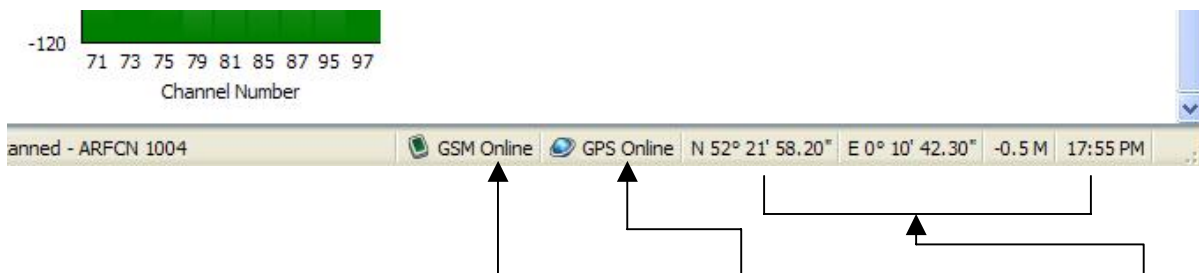 -120
71 73 75 79 81 85 87 95 97
Channel Number
anned - ARFCN 1004 GSM Online GPS Online N 52° 21' 58.20" E 0° 10' 42.30" -0.5 M 17:55 PM